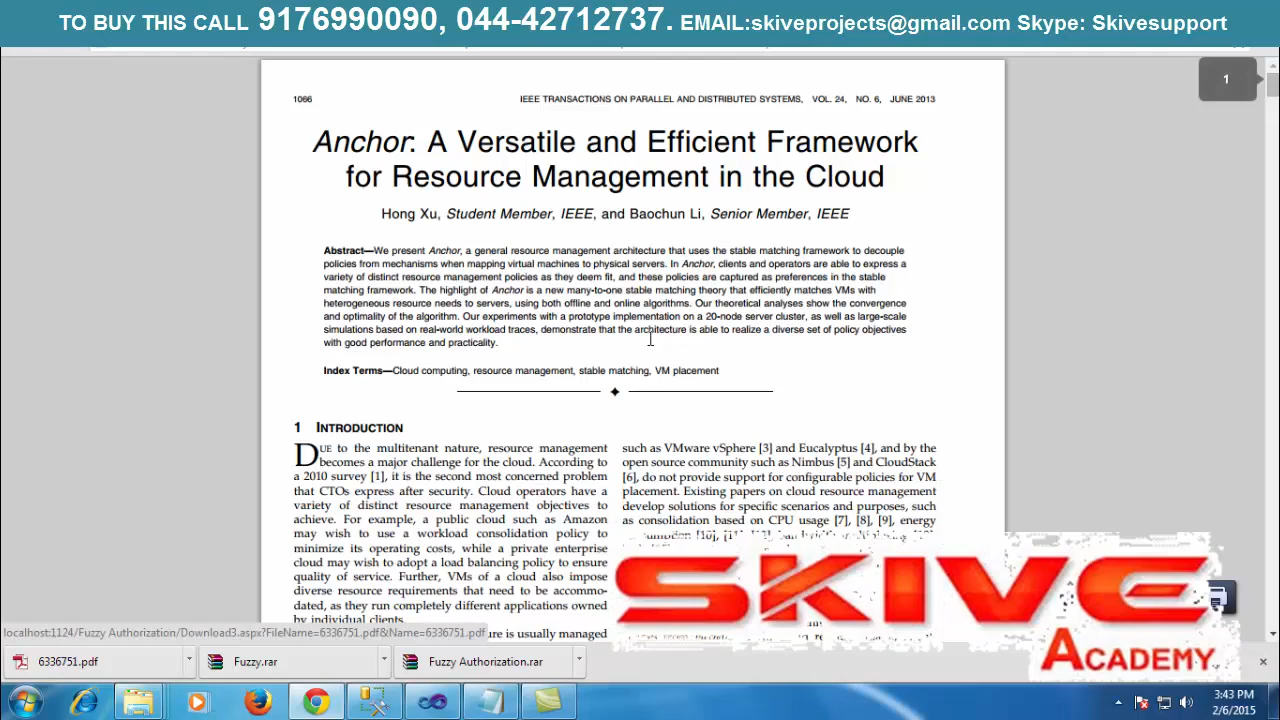 TO BUY THIS CALL 9176990090, 044-42712737. EMAIL:skiveprojects@gmail.com Skype: Skivesupport
1
1066
IEEE TRANSACTIONS ON PARALLEL AND DISTRIBUTED SYSTEMS, VOL. 24, NO. 6, JUNE 2013
Anchor: A Versatile and Efficient Framework
for Resource Management in the Cloud
Hong Xu, Student Member, IEEE, and Baochun Li, Senior Member, IEEE
Abstract—We present Anchor, a general resource management architecture that uses the stable matching framework to decouple
policies from mechanisms when mapping virtual machines to physical servers. In Anchor, clients and operators are able to express a
variety of distinct resource management policies as they deem fit, and these policies are captured as preferences in the stable
matching framework. The highlight of Anchor is a new many-to-one stable matching theory that efficiently matches VMs with
heterogeneous resource needs to servers, using both offline and online algorithms. Our theoretical analyses show the convergence
and optimality of the algorithm. Our experiments with a prototype implementation on a 20-node server cluster, as well as large-scale
simulations based on real-world workload traces, demonstrate that the architecture is able to realize a diverse set of policy objectives
with good performance and practicality.
Index Terms—Cloud computing, resource management, stable matching, VM placement
1 INTRODUCTION
DUE to the multitenant nature, resource management
becomes a major challenge for the cloud. According to
a 2010 survey [1], it is the second most concerned problem
that CTOs express after security. Cloud operators have a
variety of distinct resource management objectives to
achieve. For example, a public cloud such as Amazon
may wish to use a workload consolidation policy to
minimize its operating costs, while a private enterprise
cloud may wish to adopt a load balancing policy to ensure
quality of service. Further, VMs of a cloud also impose
diverse resource requirements that need to be accommo-
dated, as they run completely different applications owned
by individual clients.
ure is usually managed
such as VMware vSphere [3] and Eucalyptus [4], and by the
open source community such as Nimbus [5] and CloudStack
[6], do not provide support for configurable policies for VM
placement. Existing papers on cloud resource management
develop solutions for specific scenarios and purposes, such
as consolidation based on CPU usage [7], [8], [9], energy
SKIVE
ACADEMY
localhost:1124/Fuzzy Authorization/Download3.aspx?FileName=6336751.pdf&Name=6336751.pdf
6336751.pdf
Fuzzy.rar
Fuzzy Authorization.rar
3:43 PM
2/6/2015